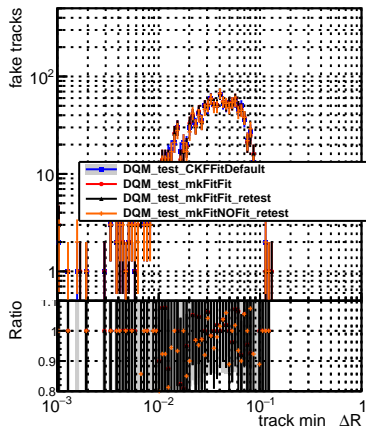 fake tracks
10²
10
1
DQM_test_CKFFitDefault
DQM_test_mkFitFit
DQM_test_mkFitFit_retest
DQM_test_mkFitNOFit_retest
Ratio
1
0.9
0.8
10⁻³ 10⁻² 10⁻¹ 1
track min ΔR